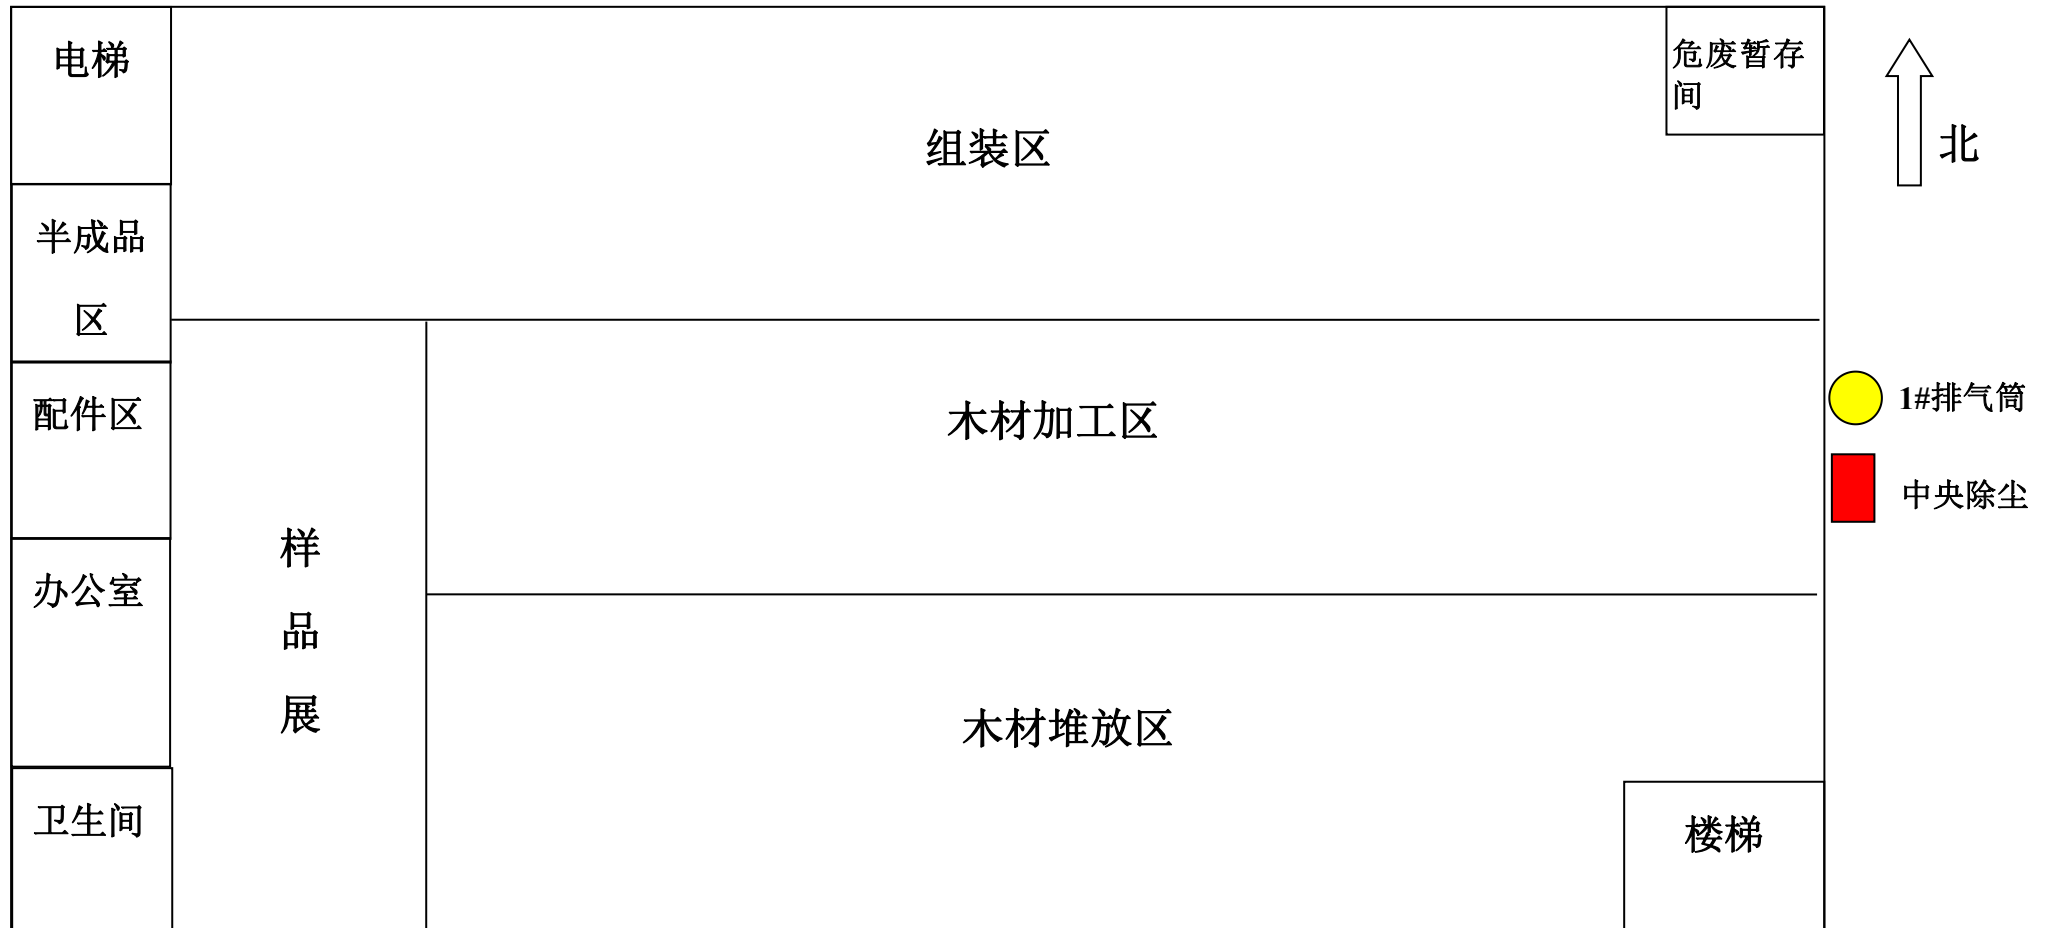 电梯
危废暂存
间
北
组装区
半成品
区
1#排气筒
配件区
木材加工区
中央除尘
样
品
展
办公室
木材堆放区
卫生间
楼梯